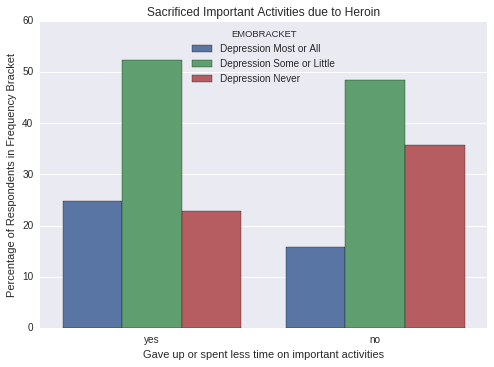 Sacrificed Important Activities due to Heroin
60
50
40
30
20
10
0
Percentage of Respondents in Frequency Bracket
EMOBRACKET
Depression Most or All
Depression Some or Little
Depression Never
yes
no
Gave up or spent less time on important activities